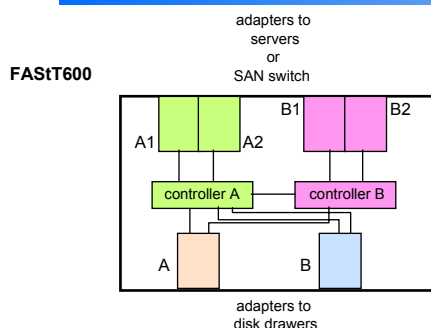 adapters to
servers
or
SAN switch
FAStT600
B1 B2
A1 A2
controller A controller B
A B
adapters to
disk drawers